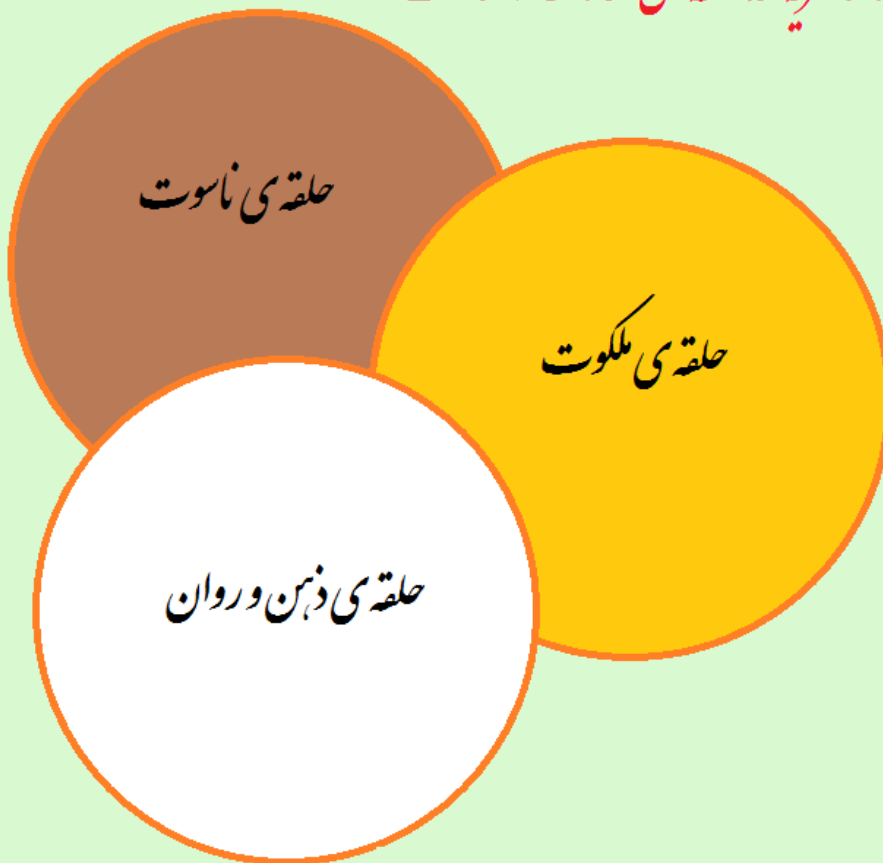 حلقه ی ناسوت
حلقه ی ملکوت
حلقه ی ذهن و روان